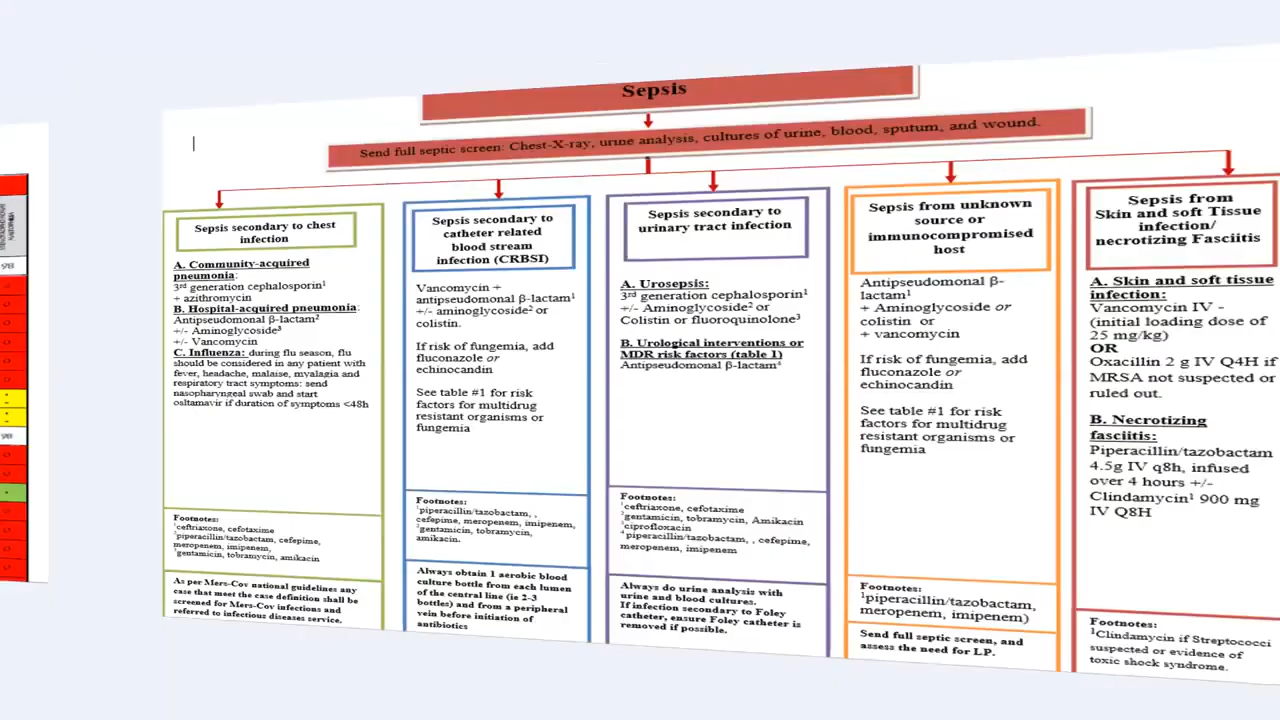 Sepsis
Send full septic screen: Chest-X-ray, urine analysis, cultures of urine, blood, sputum, and wound.
Sepsis secondary to chest
infection
A. Community-acquired
pneumonia:
3rd generation cephalosporin1
+ azithromycin
B. Hospital-acquired pneumonia:
Antipseudomonal β-lactam2
+/- Aminoglycoside3
+/- Vancomycin
C. Influenza: during flu season, flu
should be considered in any patient with
fever, headache, malaise, myalagia and
respiratory tract symptoms: send
nasopharyngeal swab and start
osltamavir if duration of symptoms <48h
Footnotes:
1ceftriaxone, cefotaxime
2piperacillin/tazobactam, cefepime,
meropenem, imipenem,
3gentamicin, tobramycin, amikacin
As per Mers-Cov national guidelines any
case that meet the case definition shall be
screened for Mers-Cov infections and
referred to infectious diseases service.
Sepsis secondary to
catheter related
blood stream
infection (CRBSI)
Vancomycin +
antipseudomonal β-lactam1
+/- aminoglycoside2 or
colistin.
If risk of fungemia, add
fluconazole or
echinocandin
See table #1 for risk
factors for multidrug
resistant organisms or
fungemia
Footnotes:
1piperacillin/tazobactam, ,
cefepime, meropenem, imipenem,
2gentamicin, tobramycin,
amikacin.
Always obtain 1 aerobic blood
culture bottle from each lumen
of the central line (ie 2-3
bottles) and from a peripheral
vein before initiation of
antibiotics
Sepsis secondary to
urinary tract infection
A. Urosepsis:
3rd generation cephalosporin1
+/- Aminoglycoside2 or
Colistin or fluoroquinolone3
B. Urological interventions or
MDR risk factors (table 1)
Antipseudomonal β-lactam4
Footnotes:
1ceftriaxone, cefotaxime
2gentamicin, tobramycin, Amikacin
3ciprofloxacin
4piperacillin/tazobactam, , cefepime,
meropenem, imipenem
Always do urine analysis with
urine and blood cultures.
If infection secondary to Foley
catheter, ensure Foley catheter is
removed if possible.
Sepsis from unknown
source or
immunocompromised
host
Antipseudomonal β-
lactam1
+ Aminoglycoside or
colistin or
+ vancomycin
If risk of fungemia, add
fluconazole or
echinocandin
See table #1 for risk
factors for multidrug
resistant organisms or
fungemia
Footnotes:
1piperacillin/tazobactam,
meropenem, imipenem)
Send full septic screen, and
assess the need for LP.
Sepsis from
Skin and soft Tissue
infection/
necrotizing Fasciitis
A. Skin and soft tissue
infection:
Vancomycin IV -
(initial loading dose of
25 mg/kg)
OR
Oxacillin 2 g IV Q4H if
MRSA not suspected or
ruled out.
B. Necrotizing
fasciitis:
Piperacillin/tazobactam
4.5g IV q8h, infused
over 4 hours +/-
Clindamycin1 900 mg
IV Q8H
Footnotes:
1Clindamycin if Streptococci
suspected or evidence of
toxic shock syndrome.